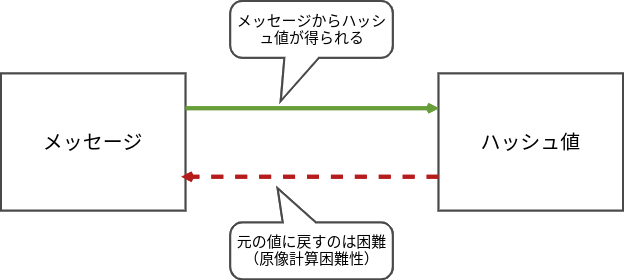 メッセージからハッシ
ュ値が得られる
メッセージ
ハッシュ値
元の値に戻すのは困難
（原像計算困難性）